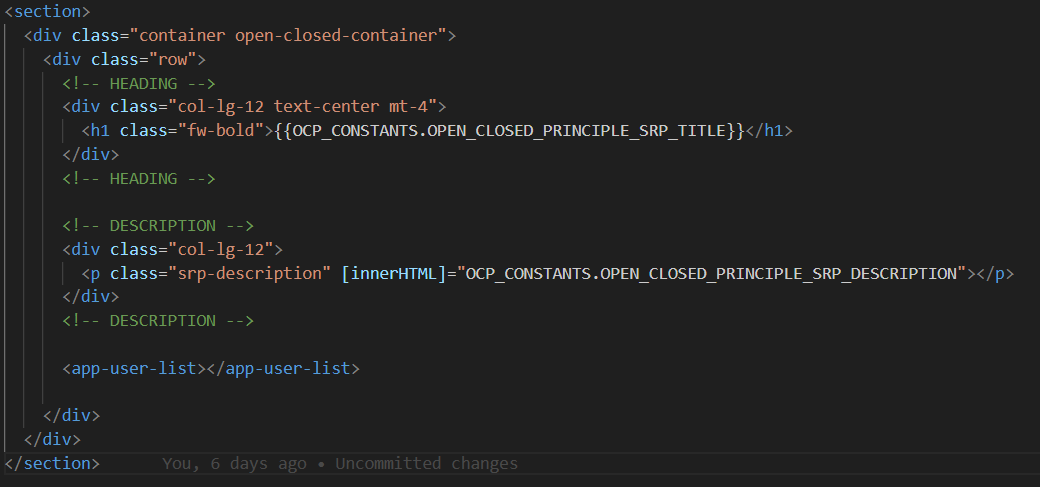 <section>
<div class="container open-closed-container">
<div class="row">
<!-- HEADING -->
<div class="col-lg-12 text-center mt-4">
<h1 class="fw-bold">{{OCP_CONSTANTS.OPEN_CLOSED_PRINCIPLE_SRP_TITLE}}</h1>
</div>
<!-- HEADING -->
<!-- DESCRIPTION -->
<div class="col-lg-12">
<p class="srp-description" [innerHTML]="OCP_CONSTANTS.OPEN_CLOSED_PRINCIPLE_SRP_DESCRIPTION"></p>
</div>
<!-- DESCRIPTION -->
<app-user-list></app-user-list>
</div>
</div>
</section> You, 6 days ago • Uncommitted changes